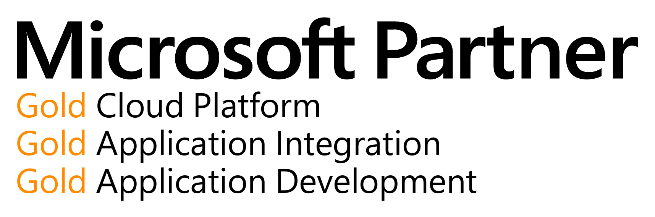 Microsoft Partner
Gold Cloud Platform
Gold Application Integration
Gold Application Development